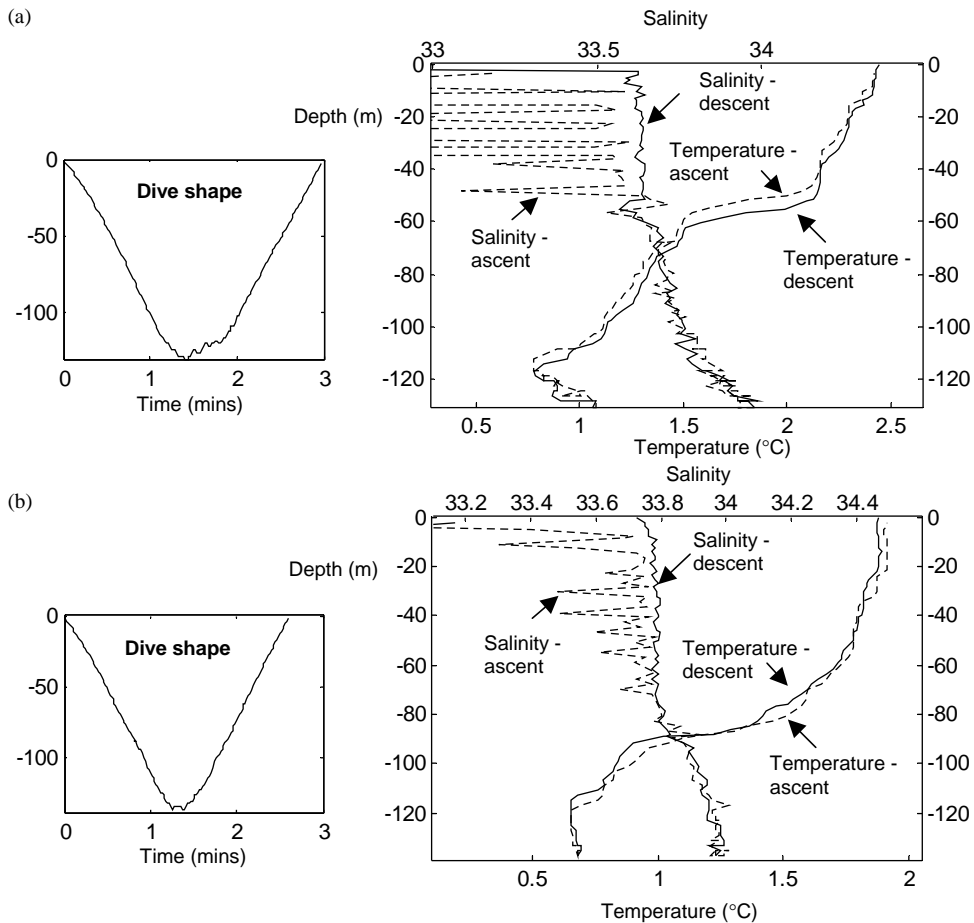 (a)
Salinity
33 33.5 34
0 0
Salinity -
descent
Depth (m)
-20 -20
Temperature -
ascent
0
Dive shape
-40 -40
-50
-60 -60
Salinity -
ascent
Temperature -
descent
-80 -80
-100
-100 -100
-120 -120
0 1 2 3
Time (mins)
0.5 1 1.5 2 2.5
Temperature (°C)
(b)
Salinity
33.2 33.4 33.6 33.8 34 34.2 34.4
0 0
Salinity -
descent
-20 -20
Depth (m)
-40 -40
0
Dive shape
Salinity -
ascent
Temperature -
descent
-60 -60
-50
-80 -80
-100
Temperature -
ascent
-100 -100
-120 -120
0 1 2 3
Time (mins)
0.5 1 1.5 2
Temperature (°C)